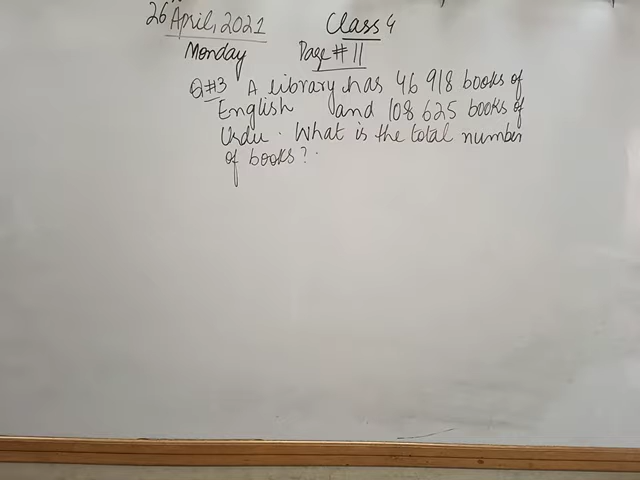 26 April, 2021 Class 4
Monday Page # 11
Q#3 A library has 46 918 books of
English and 108 625 books of
Urdu. What is the total number
of books?